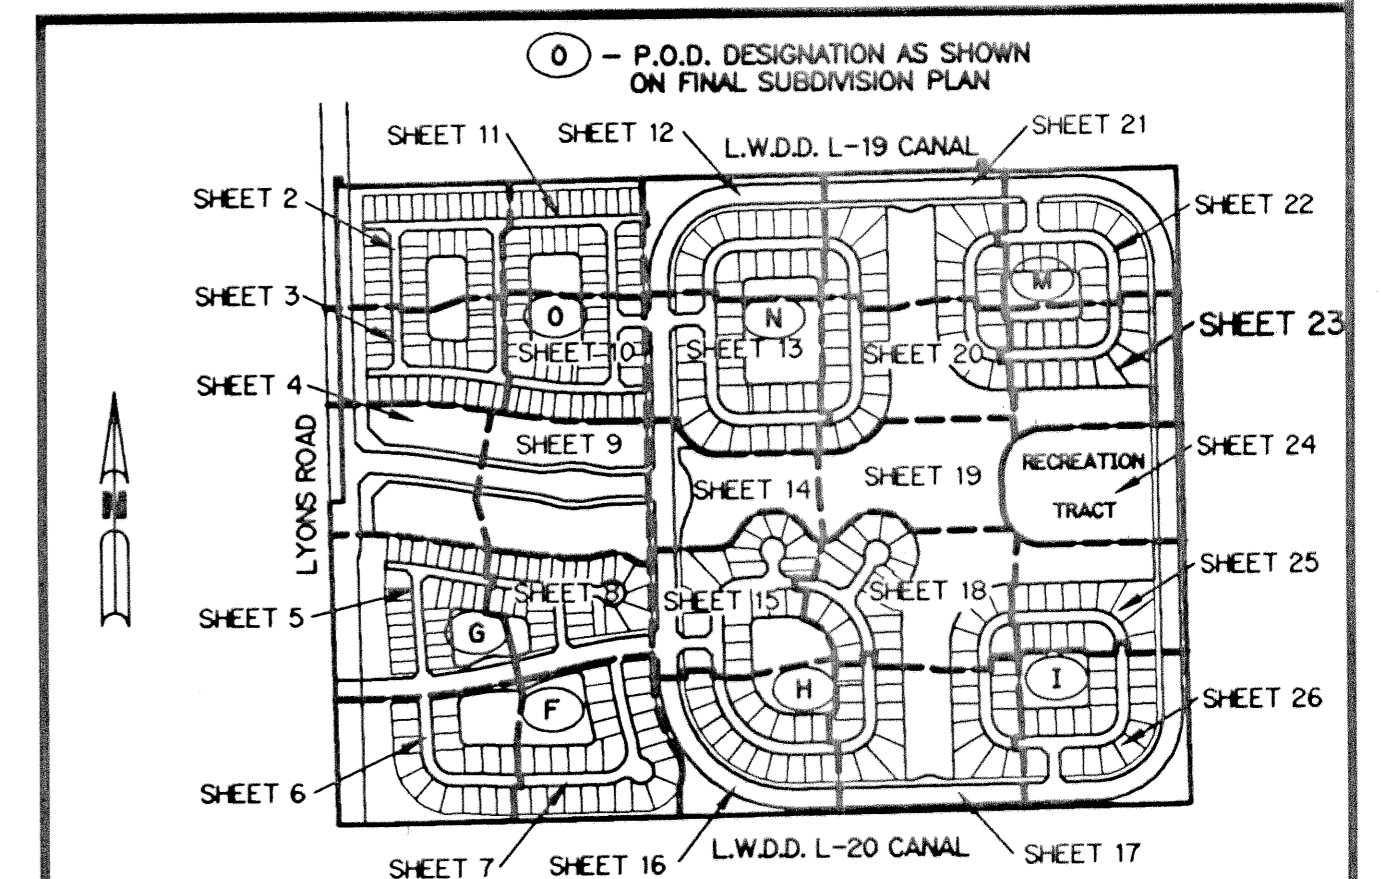 O - P.O.D. DESIGNATION AS SHOWN
ON FINAL SUBDIVISION PLAN
SHEET 11
SHEET 12
L.W.D.D. L-19 CANAL
SHEET 21
SHEET 2
SHEET 22
SHEET 3
M
O
N
SHEET 23
SHEET 10
SHEET 13
SHEET 20
SHEET 4
LYONS ROAD
SHEET 9
SHEET 24
RECREATION
TRACT
SHEET 14
SHEET 19
N
SHEET 25
SHEET 5
SHEET 8
SHEET 15
SHEET 18
G
H
I
F
SHEET 26
SHEET 6
SHEET 7
SHEET 16
L.W.D.D. L-20 CANAL
SHEET 17